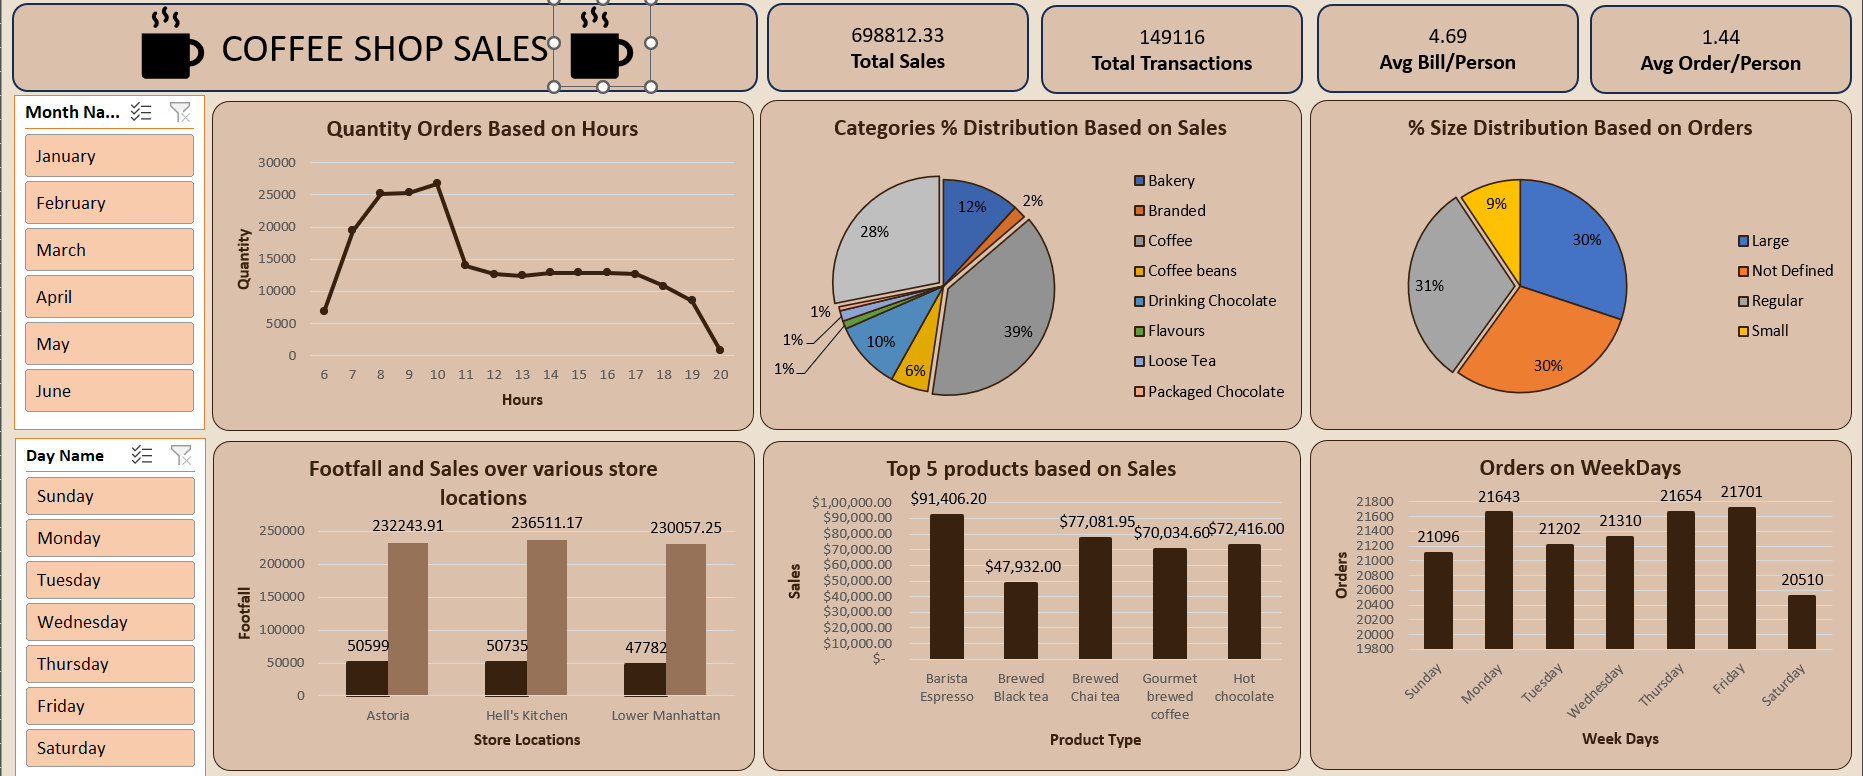 COFFEE SHOP SALES
698812.33
Total Sales
149116
Total Transactions
4.69
Avg Bill/Person
1.44
Avg Order/Person
Month Na...
January
February
March
April
May
June
Day Name
Sunday
Monday
Tuesday
Wednesday
Thursday
Friday
Saturday
Quantity Orders Based on Hours
Quantity
30000
25000
20000
15000
10000
5000
0
6 7 8 9 10 11 12 13 14 15 16 17 18 19 20
Hours
Categories % Distribution Based on Sales
12%
2%
39%
6%
10%
1%
1%
1%
28%
Bakery
Branded
Coffee
Coffee beans
Drinking Chocolate
Flavours
Loose Tea
Packaged Chocolate
% Size Distribution Based on Orders
30%
30%
31%
9%
Large
Not Defined
Regular
Small
Footfall and Sales over various store
locations
Footfall
250000
200000
150000
100000
50000
0
50599 232243.91
50735 236511.17
47782 230057.25
Astoria Hell's Kitchen Lower Manhattan
Store Locations
Top 5 products based on Sales
Sales
$1,00,000.00
$90,000.00
$80,000.00
$70,000.00
$60,000.00
$50,000.00
$40,000.00
$30,000.00
$20,000.00
$10,000.00
$-
$91,406.20
$47,932.00
$77,081.95
$70,034.60
$72,416.00
Barista
Espresso
Brewed
Black tea
Brewed
Chai tea
Gourmet
brewed
coffee
Hot
chocolate
Product Type
Orders on WeekDays
Orders
21800
21600
21400
21200
21000
20800
20600
20400
20200
20000
19800
21096
21643
21202
21310
21654
21701
20510
Sunday
Monday
Tuesday
Wednesday
Thursday
Friday
Saturday
Week Days